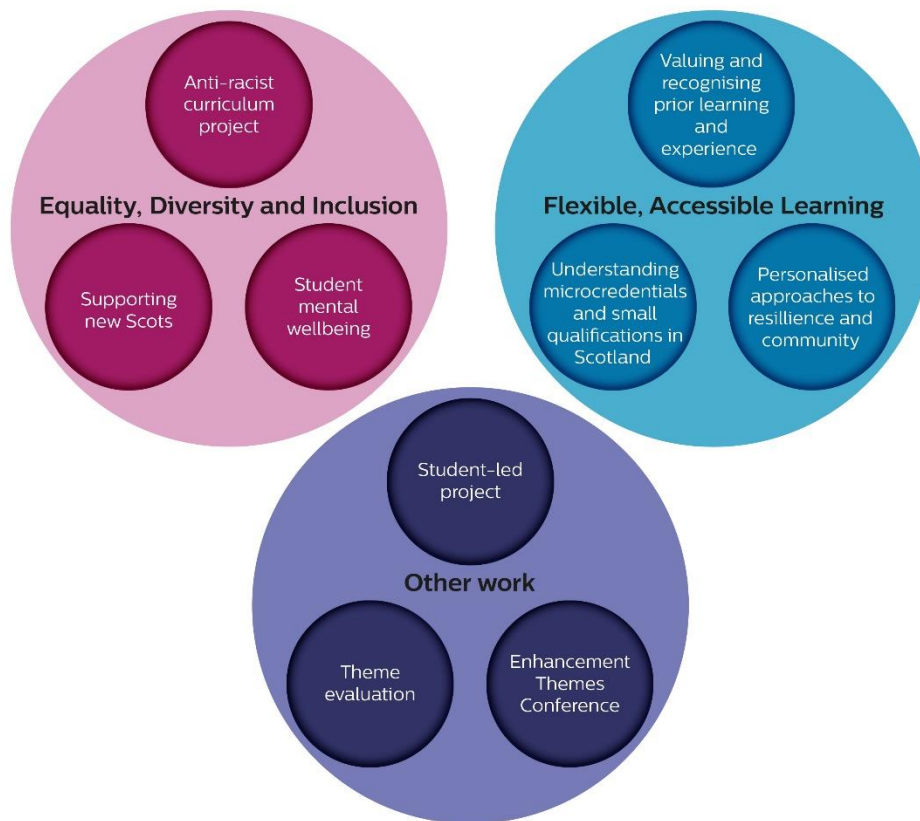 Anti-racist
curriculum
project
Equality, Diversity and Inclusion
Supporting
new Scots
Student
mental
wellbeing
Valuing and
recognising
prior learning
and
experience
Flexible, Accessible Learning
Understanding
microcredentials
and small
qualifications in
Scotland
Personalised
approaches to
resillience and
community
Student-led
project
Other work
Theme
evaluation
Enhancement
Themes
Conference